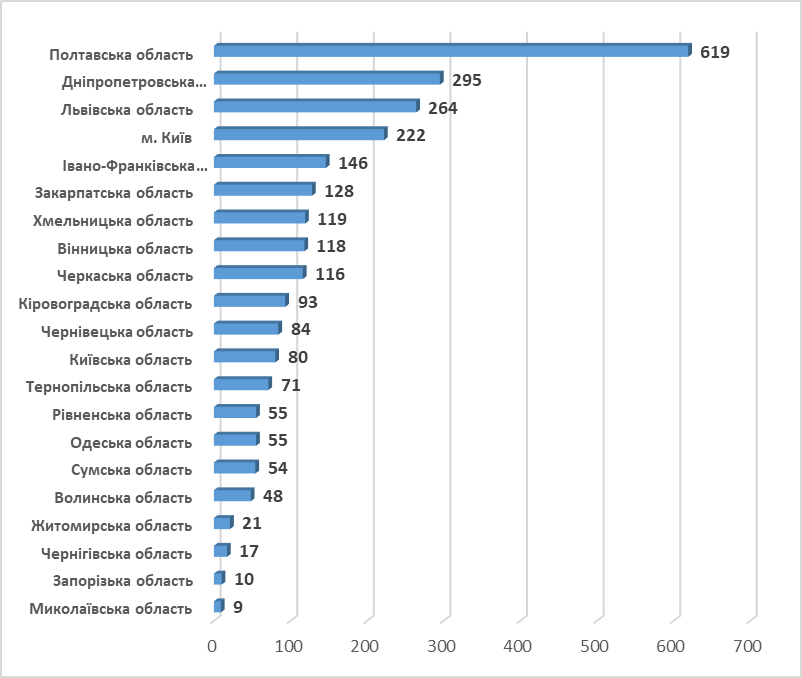 Полтавська область 619
Дніпропетровська... 295
Львівська область 264
м. Київ 222
Івано-Франківська... 146
Закарпатська область 128
Хмельницька область 119
Вінницька область 118
Черкаська область 116
Кіровоградська область 93
Чернівецька область 84
Київська область 80
Тернопільська область 71
Рівненська область 55
Одеська область 55
Сумська область 54
Волинська область 48
Житомирська область 21
Чернігівська область 17
Запорізька область 10
Миколаївська область 9
0 100 200 300 400 500 600 700